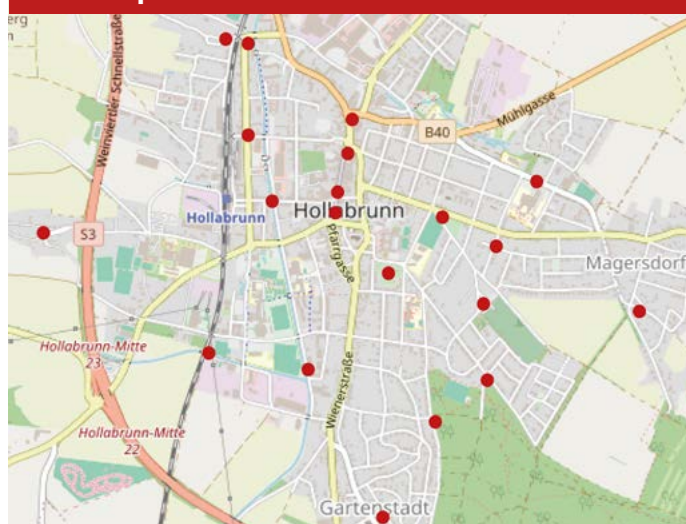 Weinviertler Schnellstraße
Mühlgasse
B40
Hollabrunn
Hollabrunn
S3
Pfarrgasse
Magersdorf
Hollabrunn-Mitte
23
Wienerstraße
Hollabrunn-Mitte
22
Gartenstadt